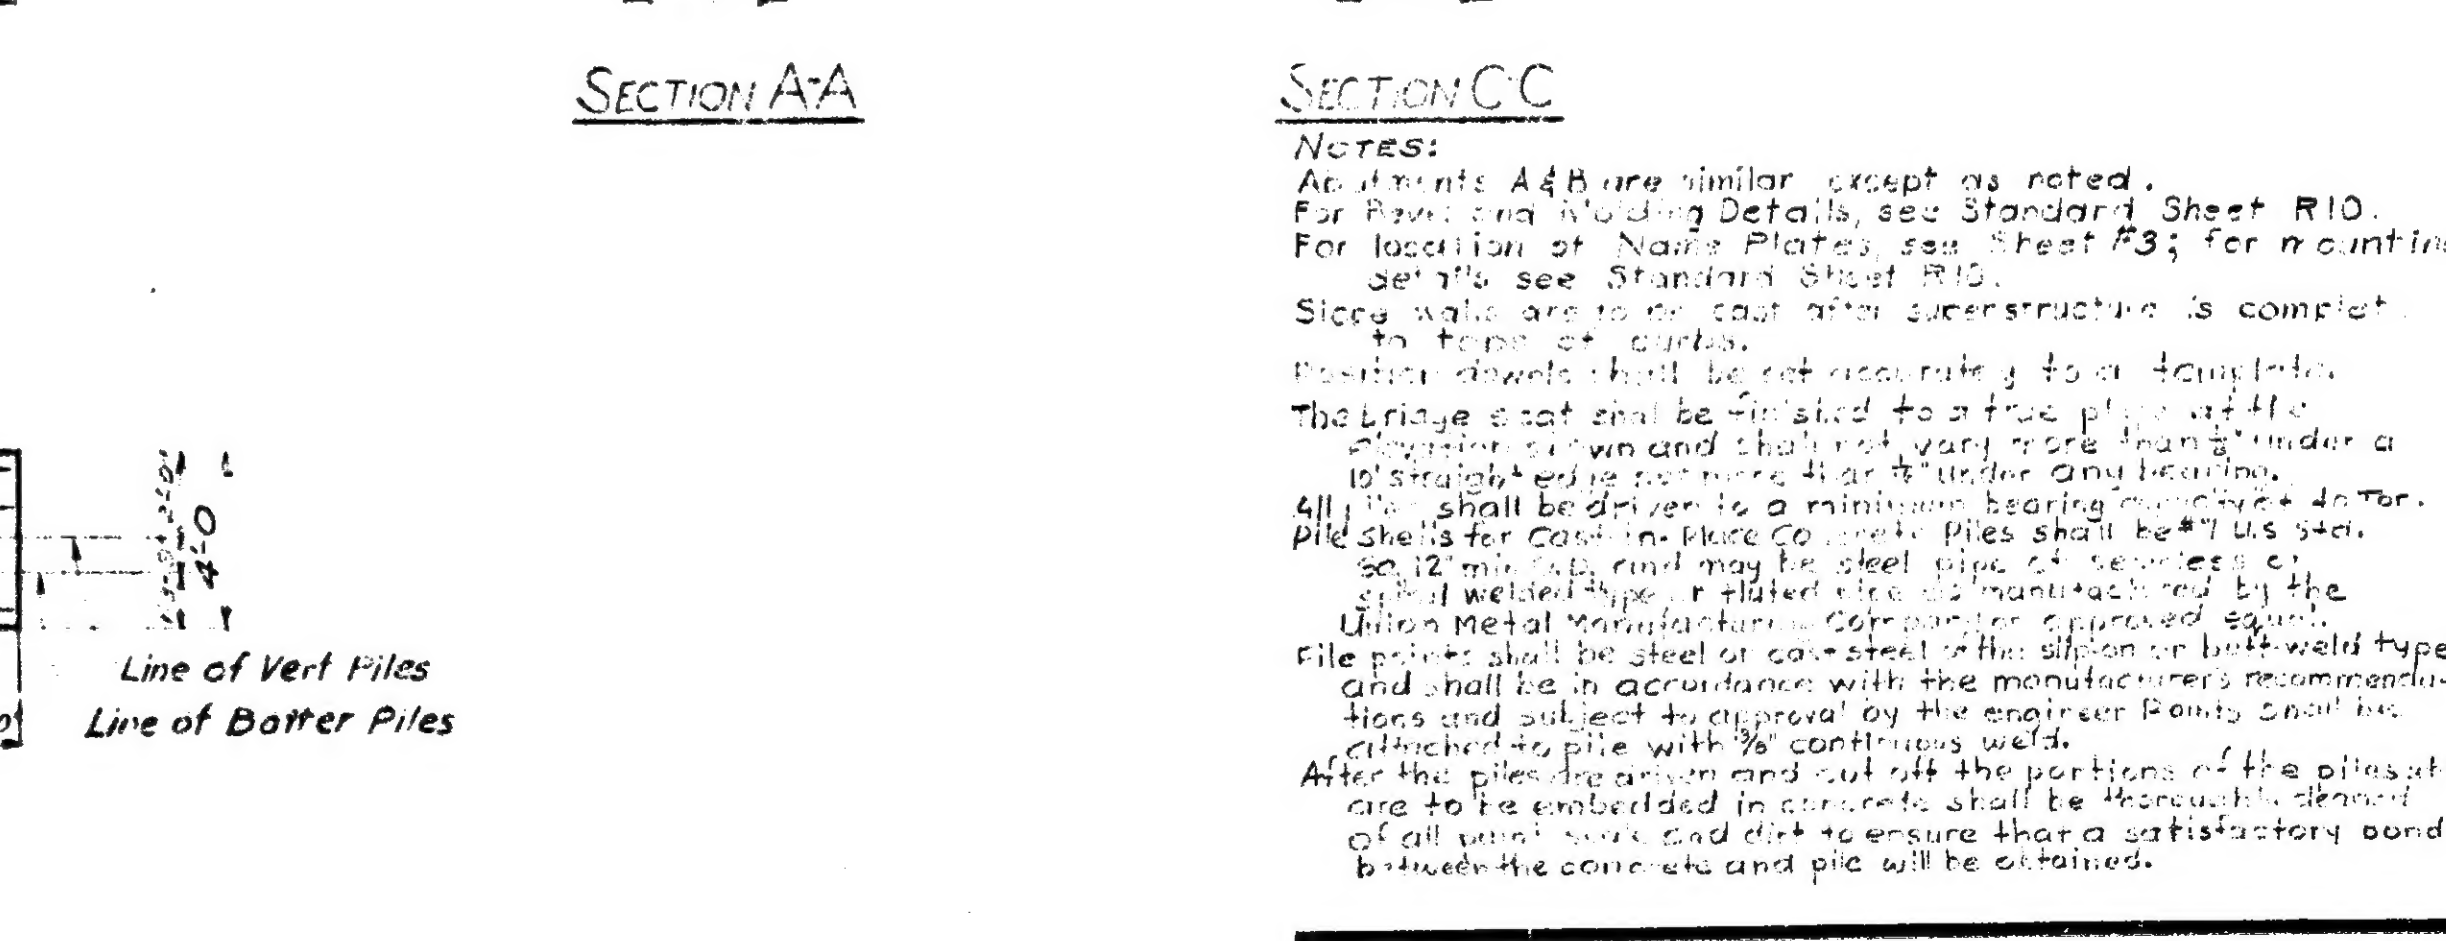 SECTION A-A
SECTION C-C
NOTES:
Abutments A & B are similar except as noted.
For Bevel and Molding Details, see Standard Sheet R10.
For location of Name Plates, see Sheet #3; for mounting
details see Standard Sheet R10.
Slope walls are to be cast after superstructure is complete
to tops of curbs.
Position dowels shall be set accurately to a template.
The bridge seat shall be finished to a true plane at the
elevation shown and shall not vary more than under a
10' straight edge nor more than under any bearing.
All piles shall be driven to a minimum bearing capacity of Ton.
Pile Shells for Cast-in-Place Concrete Piles shall be #7 U.S. Std.
Ga. 12" min. O.D. and may be steel pipe of seamless or
spiral welded type or fluted pipe as manufactured by the
Union Metal Manufacturing Company or approved equal.
Pile points shall be steel or cast steel of the slip-on or butt-weld type
and shall be in accordance with the manufacturer's recommenda-
tions and subject to approval by the engineer Points shall be
attached to pile with 3/8" continuous weld.
After the piles are driven and cut off the portions of the piles
are to be embedded in concrete shall be thoroughly cleaned
of all paint and dirt to ensure that a satisfactory bond
between the concrete and pile will be obtained.
4'-0
Line of Vert Piles
Line of Batter Piles